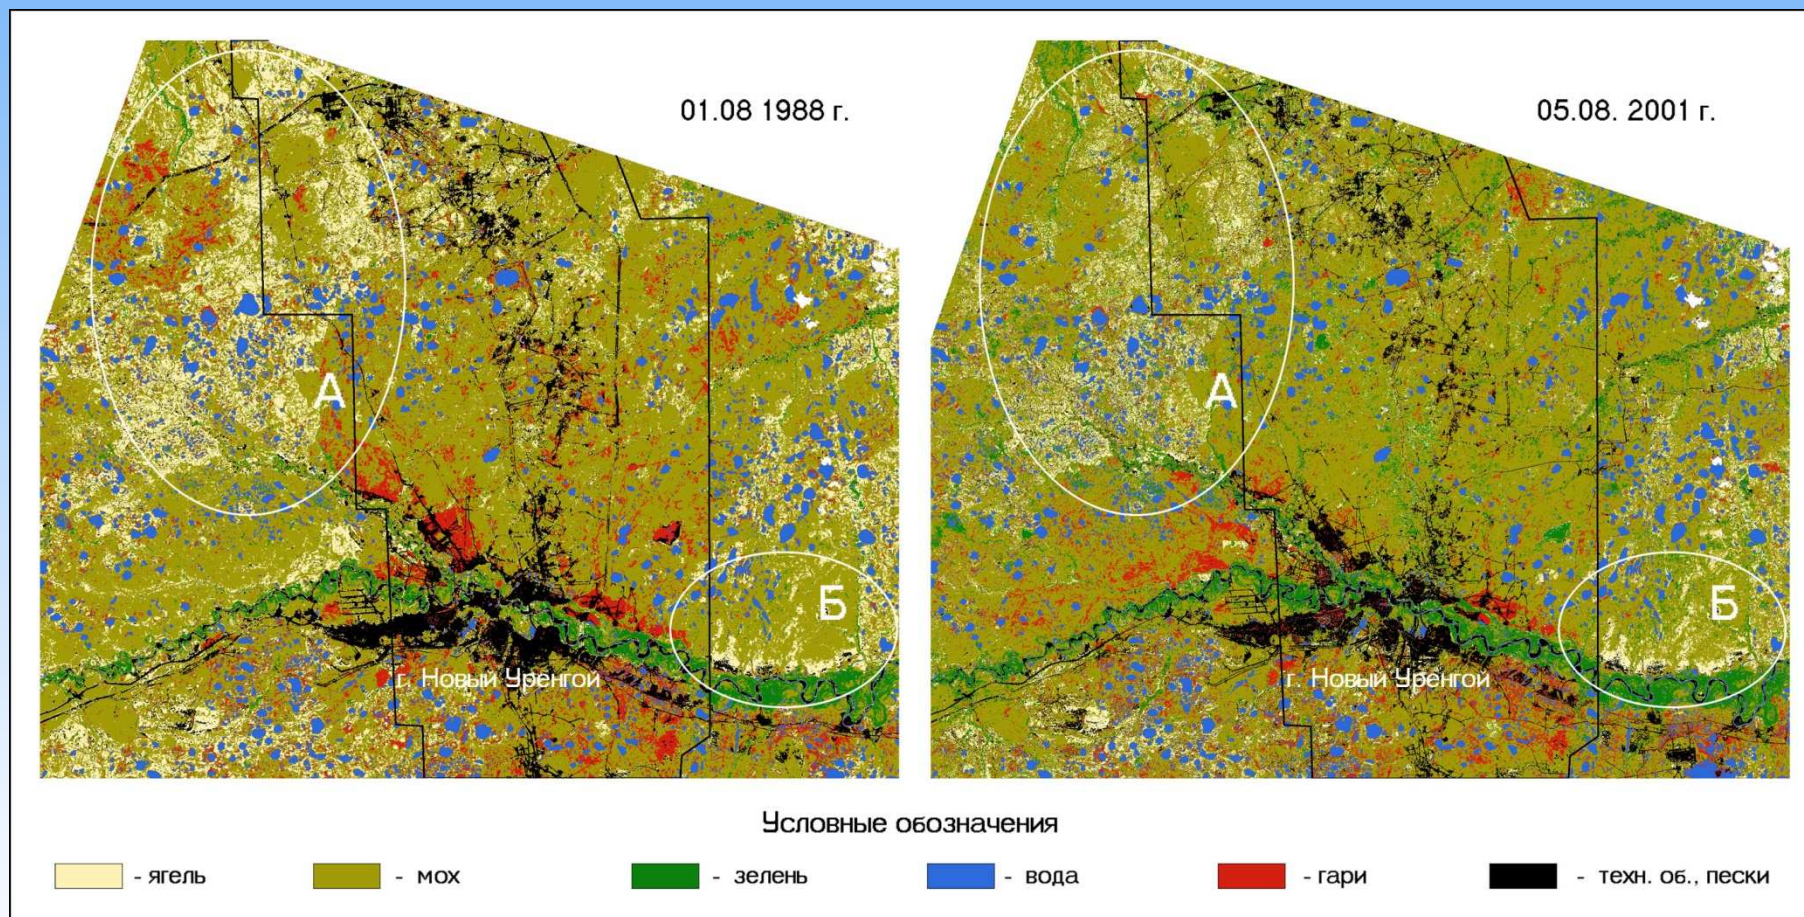 01.08 1988 г.
05.08. 2001 г.
А
А
Б
Б
г. Новый Уренгой
г. Новый Уренгой
Условные обозначения
- ягель
- мох
- зелень
- вода
- гари
- техн. об., пески